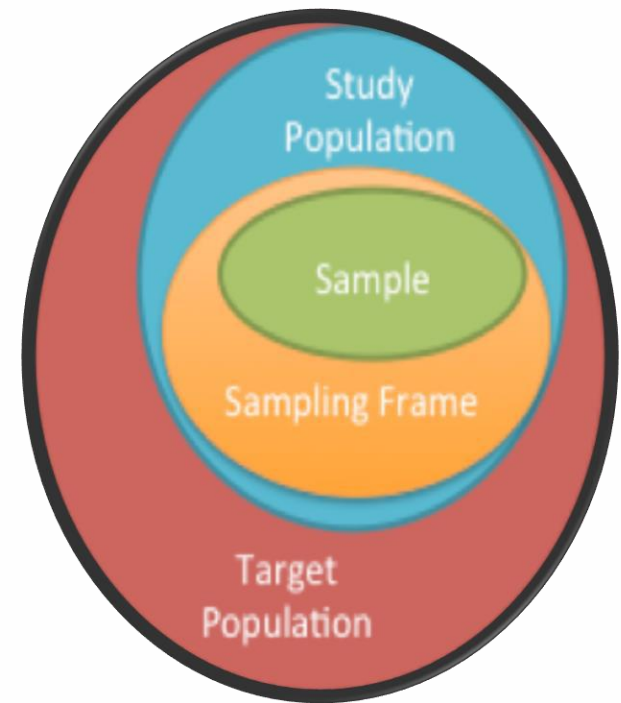 Study
Population
Sample
Sampling Frame
Target
Population